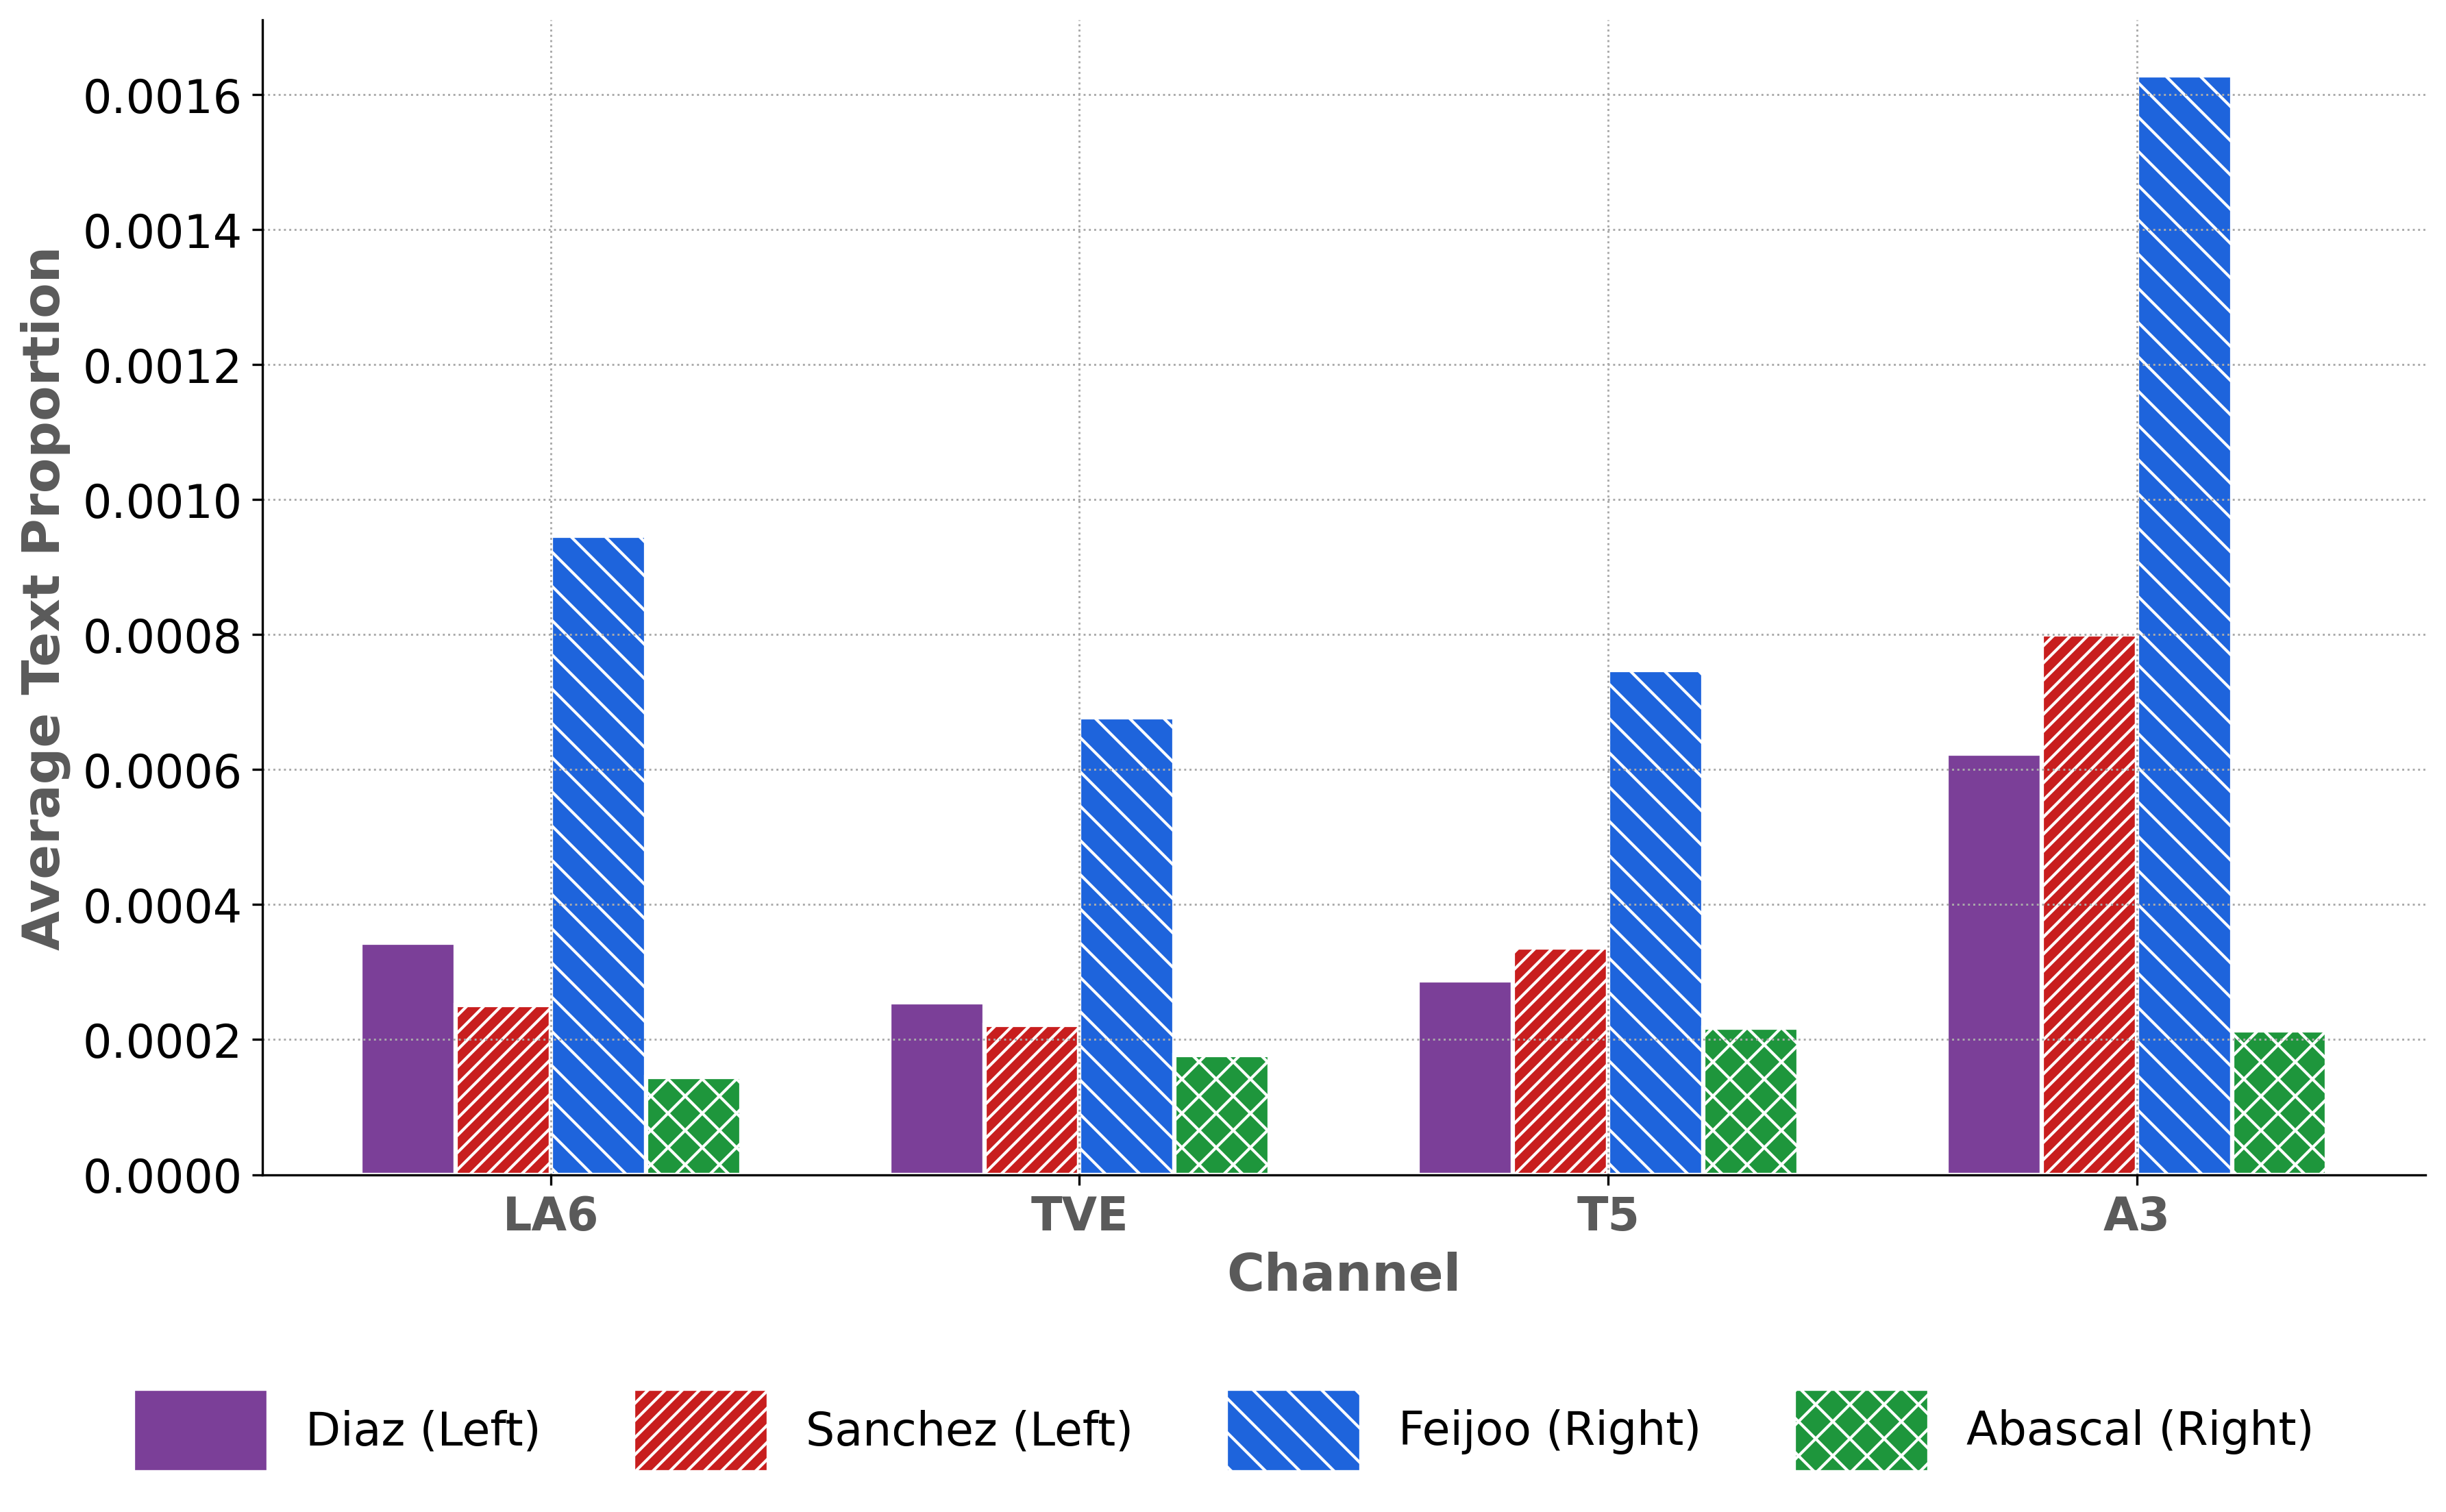 Average Text Proportion
0.0016
0.0014
0.0012
0.0010
0.0008
0.0006
0.0004
0.0002
0.0000
LA6 TVE T5 A3
Channel
Diaz (Left) Sanchez (Left) Feijoo (Right) Abascal (Right)